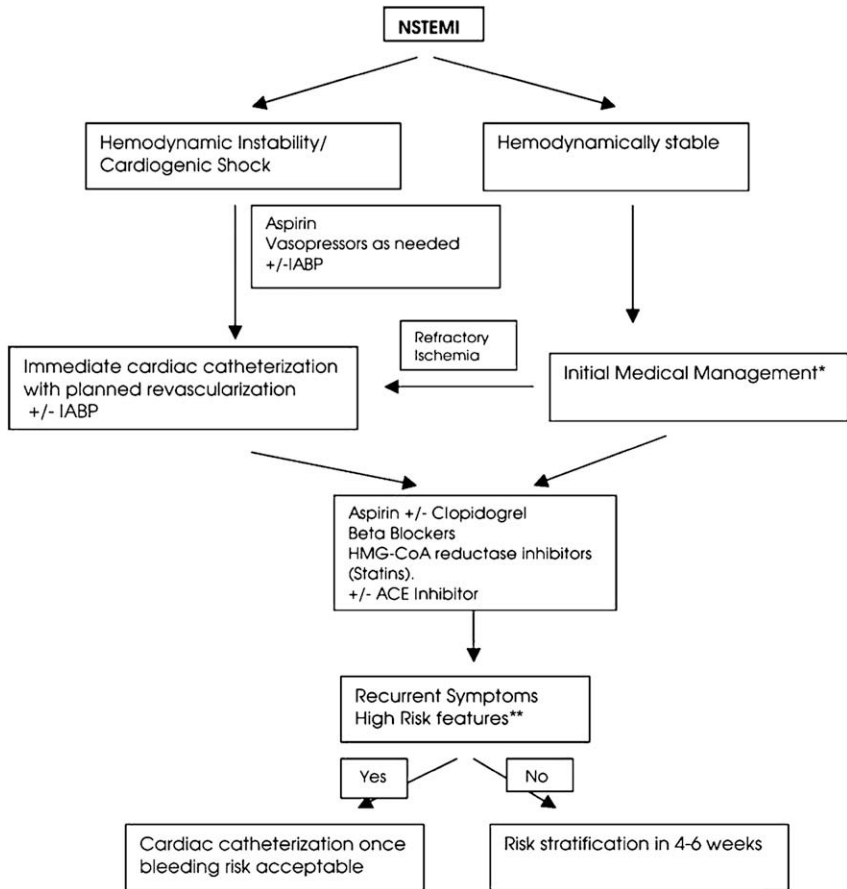 NSTEMI
Hemodynamic Instability/
Cardiogenic Shock
Hemodynamically stable
Aspirin
Vasopressors as needed
+/-IABP
Refractory
Ischemia
Immediate cardiac catheterization
with planned revascularization
+/- IABP
Initial Medical Management*
Aspirin +/- Clopidogrel
Beta Blockers
HMG-CoA reductase inhibitors
(Statins).
+/- ACE Inhibitor
Recurrent Symptoms
High Risk features**
Yes
No
Cardiac catheterization once
bleeding risk acceptable
Risk stratification in 4-6 weeks